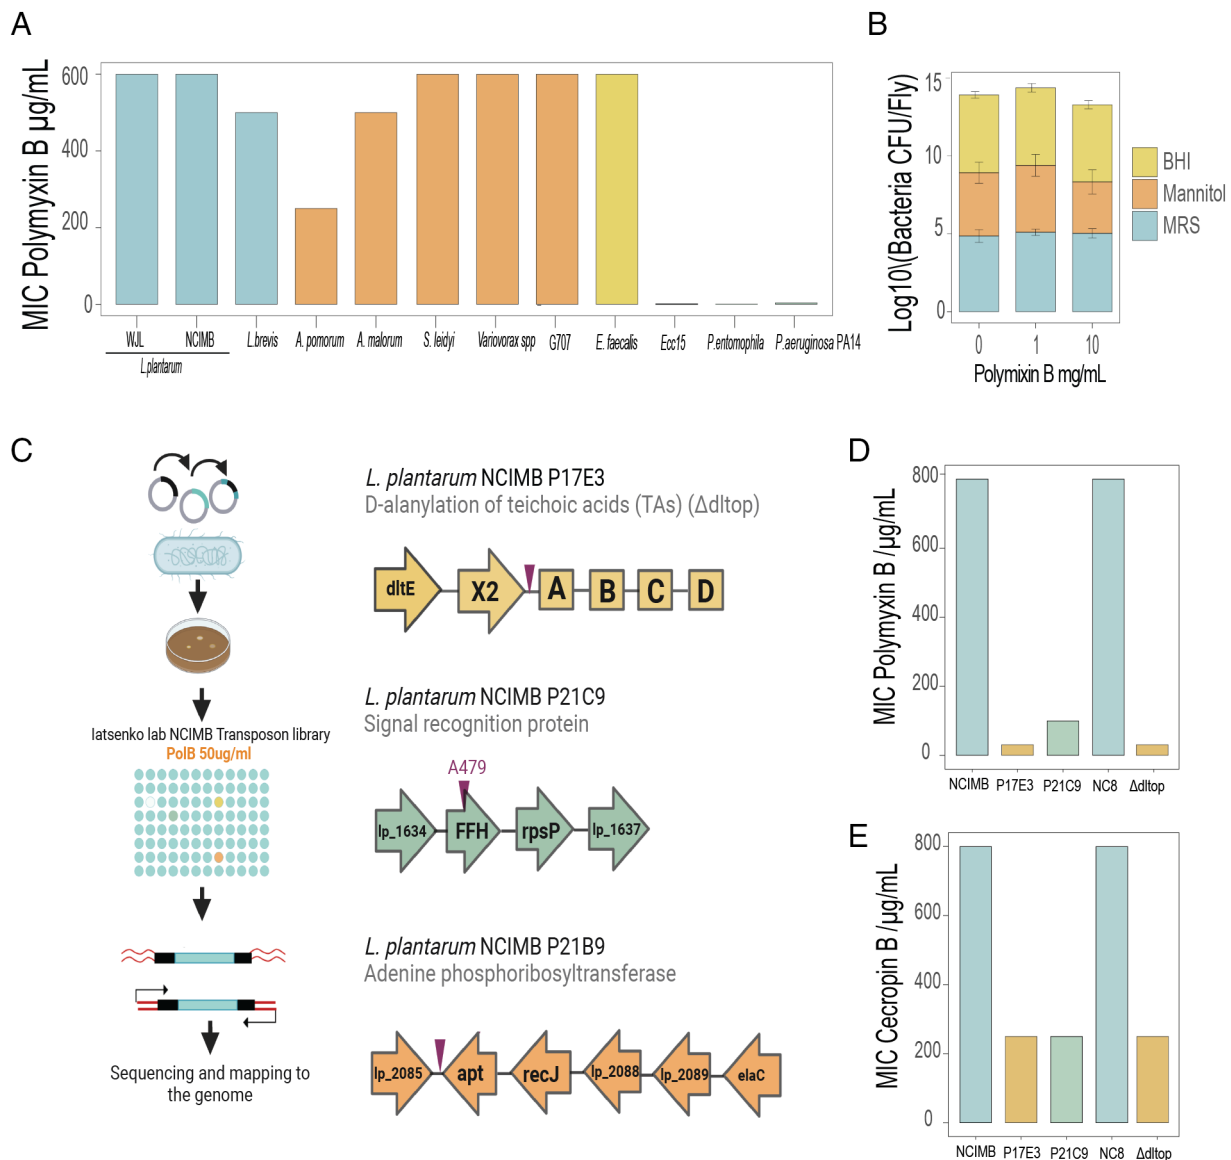 A
MIC Polymyxin B µg/mL
600
400
200
0
WJL
NCIMB
L.brevis
A. pomorum
A. malorum
S. leidyi
Variovorax spp
G707
E. faecalis
Ecc15
P.entomophila
P.aeruginosa PA14
L.plantarum
B
Log10\(Bacteria CFU/Fly)
15
10
5
0
0
1
10
Polymixin B mg/mL
BHI
Mannitol
MRS
C
Iatsenko lab NCIMB Transposon library
PolB 50ug/ml
Sequencing and mapping to
the genome
L. plantarum NCIMB P17E3
D-alanylation of teichoic acids (TAs) (Δdltop)
dltE
X2
A
B
C
D
L. plantarum NCIMB P21C9
Signal recognition protein
A479
lp_1634
FFH
rpsP
lp_1637
L. plantarum NCIMB P21B9
Adenine phosphoribosyltransferase
lp_2085
apt
recJ
lp_2088
lp_2089
elaC
D
MIC Polymyxin B /µg/mL
800
600
400
200
0
NCIMB
P17E3
P21C9
NC8
Δdltop
E
MIC Cecropin B /µg/mL
800
600
400
200
0
NCIMB
P17E3
P21C9
NC8
Δdltop